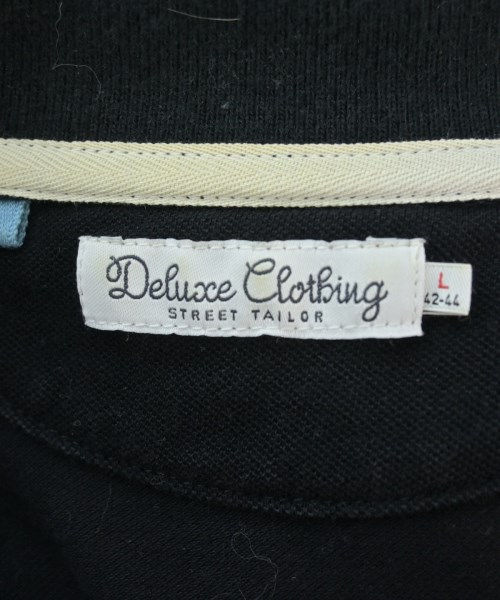 Deluxe Clothing
STREET TAILOR
L
42-44